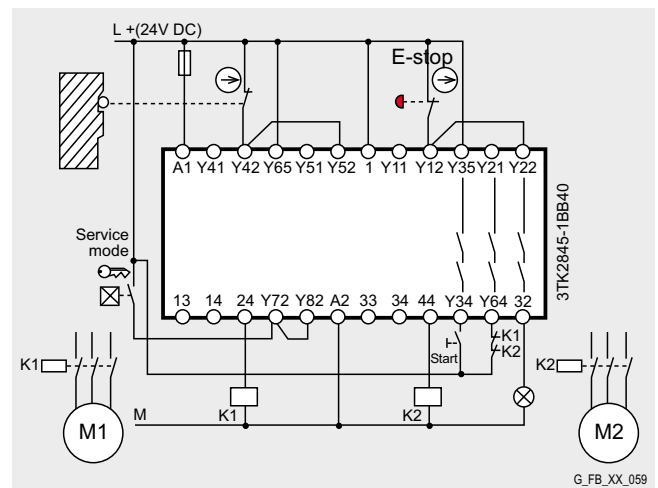 L +(24V DC)
E-stop
A1 Y41 Y42 Y65 Y51 Y52 1 Y11 Y12 Y35 Y21 Y22
3TK2845-1BB40
Service
mode
13 14 24 Y72 Y82 A2 33 34 44 Y34 Y64 32
Start
K1
K2
K1
K2
K1
K2
M
M1
M2
G_FB_XX_059